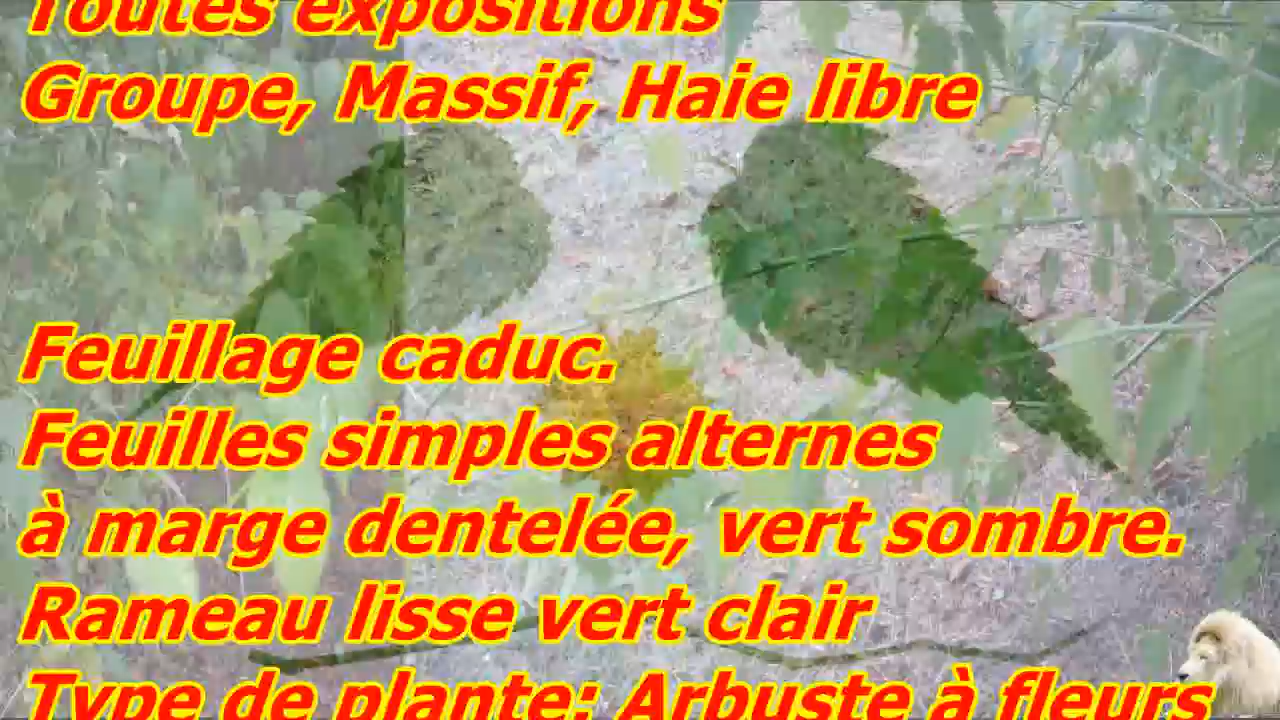 Toutes expositions
Groupe, Massif, Haie libre
Feuillage caduc.
Feuilles simples alternes
à marge dentelée, vert sombre.
Rameau lisse vert clair
Type de plante: Arbuste à fleurs